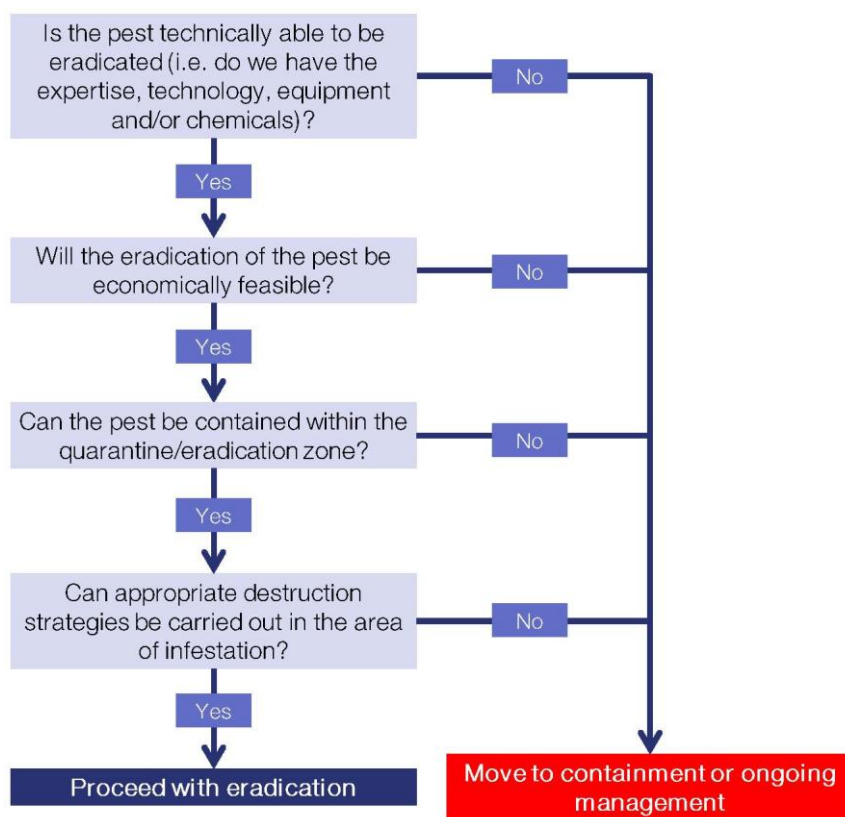 Is the pest technically able to be
eradicated (i.e. do we have the
expertise, technology, equipment
and/or chemicals)?
No
Yes
Will the eradication of the pest be
economically feasible?
No
Yes
Can the pest be contained within the
quarantine/eradication zone?
No
Yes
Can appropriate destruction
strategies be carried out in the area
of infestation?
No
Yes
Proceed with eradication
Move to containment or ongoing
management